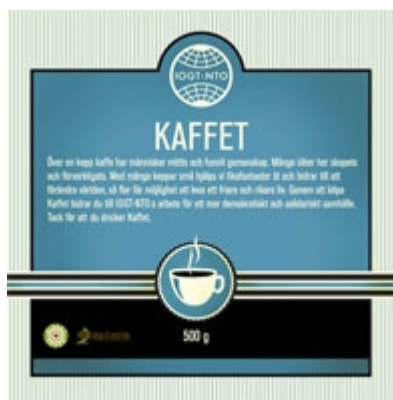 IOGT-NTO
KAFFET
Över en kopp kaffe har människor mötts och funnit gemenskap. Många idéer har skapats
och förverkligats. Med många koppar små hjälps vi fikafantaster åt och bidrar till att
förändra världen, så fler får möjlighet att leva ett friare och rikare liv. Genom att köpa
Kaffet bidrar du till IOGT-NTO:s arbete för ett mer demokratiskt och solidariskt samhälle.
Tack för att du dricker Kaffet.
500 g